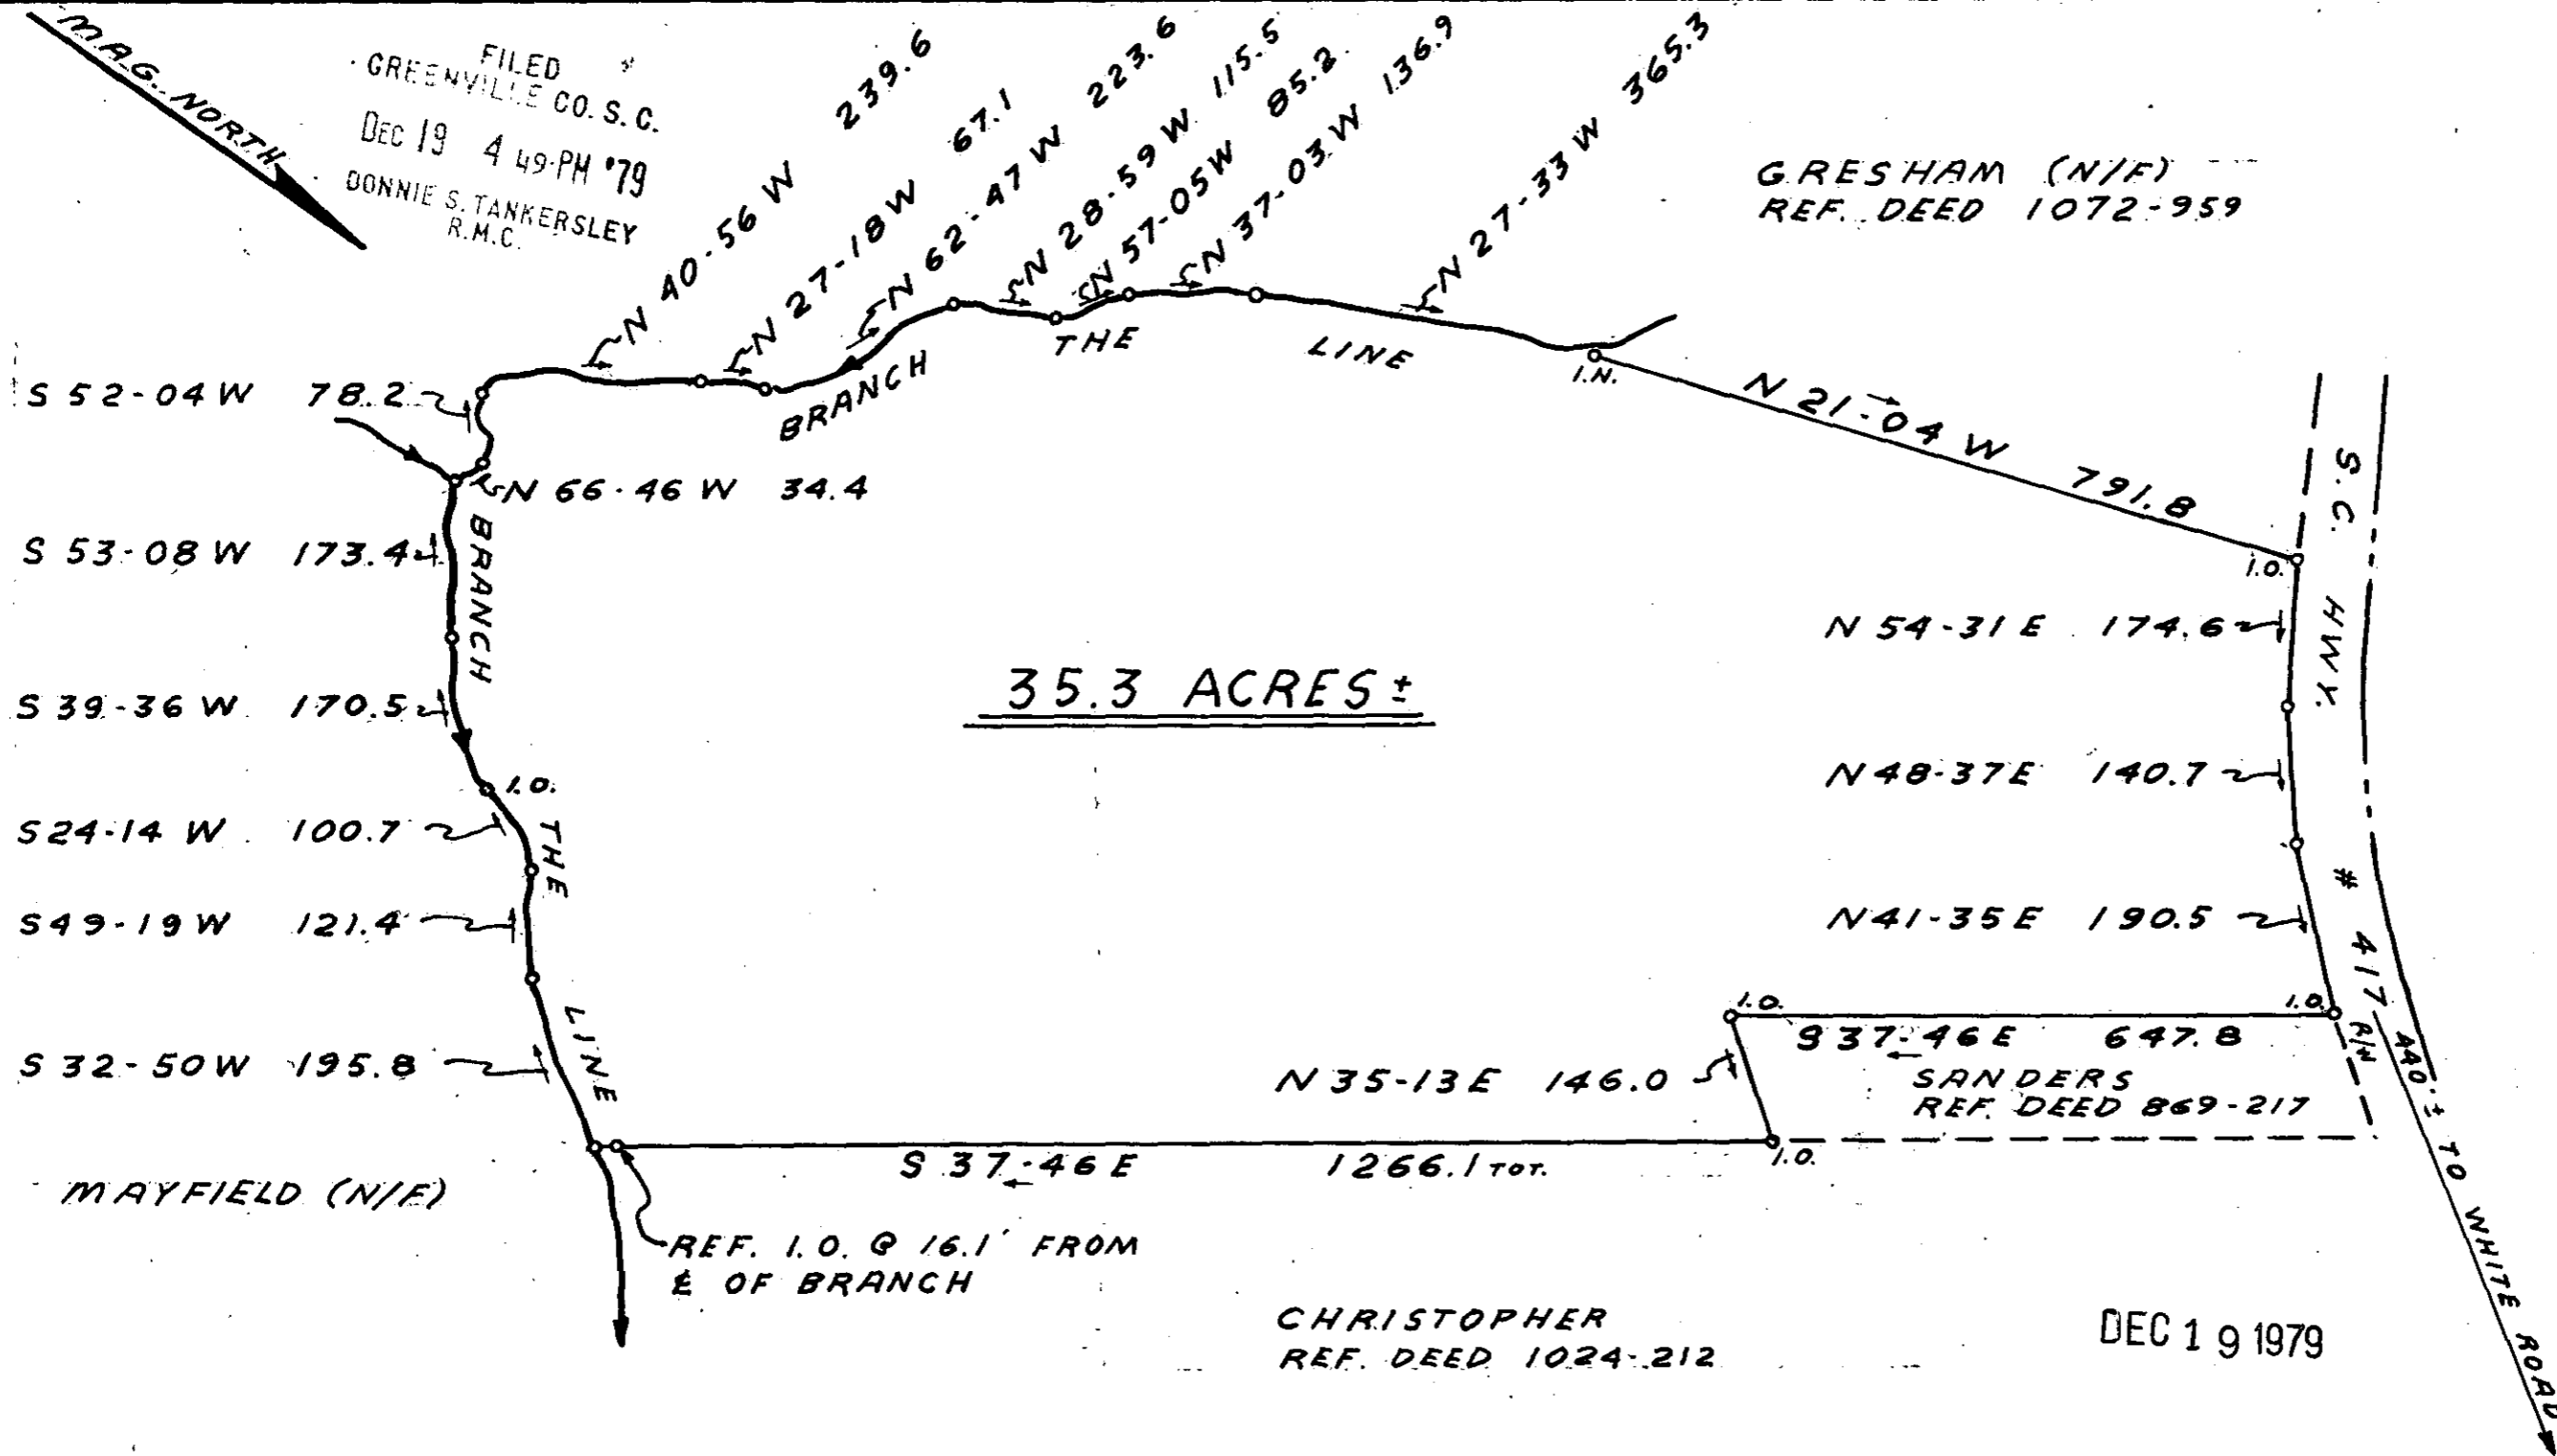 MAG. NORTH
FILED
GREENVILLE CO. S. C.
DEC 19 4 49 PM '79
DONNIE S. TANKERSLEY
R.M.C.
N 40-56 W 239.6
N 27-18 W 67.1
N 62-47 W 223.6
N 28-59 W 115.5
N 57-05 W 85.2
N 37-03 W 136.9
N 27-33 W 365.3
GRESHAM (N/F)
REF. DEED 1072-959
BRANCH THE LINE
I.N.
N 21-04 W 791.8
I.O.
S 52-04 W 78.2
N 66-46 W 34.4
S 53-08 W 173.4
S 39-36 W 170.5
I.O.
S 24-14 W 100.7
S 49-19 W 121.4
S 32-50 W 195.8
BRANCH THE LINE
35.3 ACRES ±
N 54-31 E 174.6
N 48-37 E 140.7
N 41-35 E 190.5
S.C. HWY. # 417 R/W
440' ± TO WHITE ROAD
I.O.
I.O.
S 37-46 E 647.8
SANDERS
REF. DEED 869-217
N 35-13 E 146.0
I.O.
S 37-46 E 1266.1 TOT.
MAYFIELD (N/F)
REF. I.O. @ 16.1' FROM
℄ OF BRANCH
CHRISTOPHER
REF. DEED 1024-212
DEC 19 1979